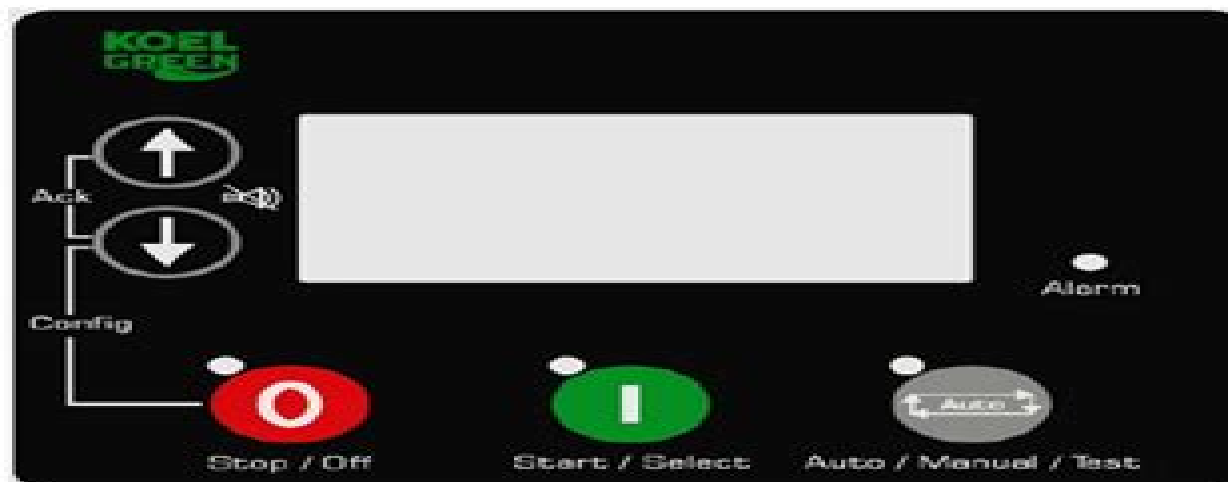 KOEL
GREEN
Ack
Alarm
Config
O
I
Auto
Stop / Off
Start / Select
Auto / Manual / Test